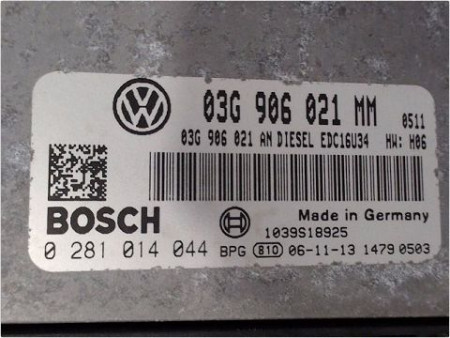 03G 906 021 MM 0511
03G 906 021 AN DIESEL EDC16U34 HW: H06
BOSCH
Made in Germany
1039S18925
0 281 014 044 BPG B10 06-11-13 1479 0503